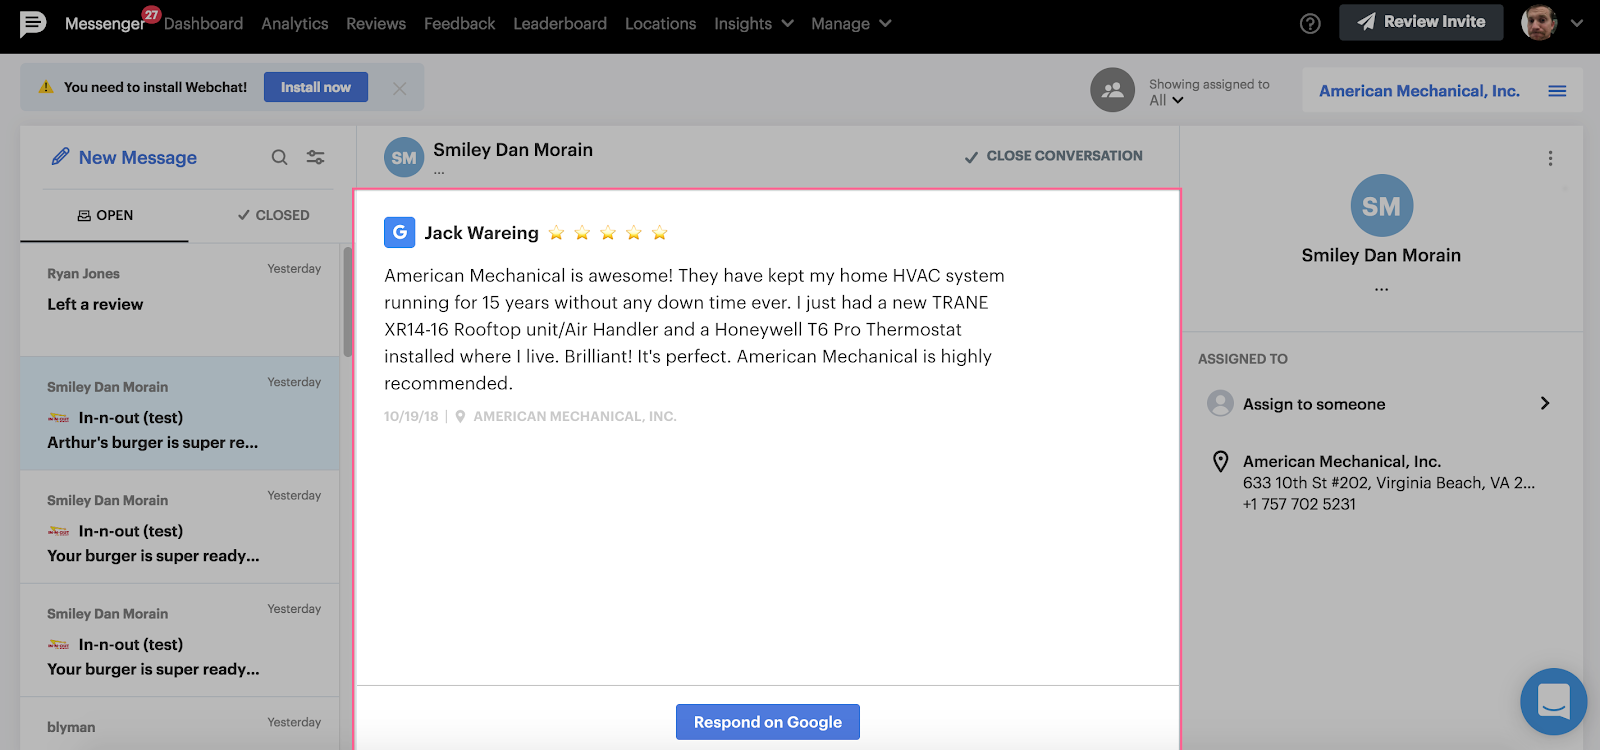 Messenger 27 Dashboard Analytics Reviews Feedback Leaderboard Locations Insights Manage ? Review Invite
You need to install Webchat! Install now
Showing assigned to
All
American Mechanical, Inc.
New Message
OPEN CLOSED
Ryan Jones Yesterday
Left a review
Smiley Dan Morain Yesterday
In-n-out (test)
Arthur's burger is super re...
Smiley Dan Morain Yesterday
In-n-out (test)
Your burger is super ready...
Smiley Dan Morain Yesterday
In-n-out (test)
Your burger is super ready...
blyman Yesterday
SM Smiley Dan Morain
...
CLOSE CONVERSATION
G Jack Wareing
American Mechanical is awesome! They have kept my home HVAC system
running for 15 years without any down time ever. I just had a new TRANE
XR14-16 Rooftop unit/Air Handler and a Honeywell T6 Pro Thermostat
installed where I live. Brilliant! It's perfect. American Mechanical is highly
recommended.
10/19/18 | AMERICAN MECHANICAL, INC.
Respond on Google
SM
Smiley Dan Morain
...
ASSIGNED TO
Assign to someone
American Mechanical, Inc.
633 10th St #202, Virginia Beach, VA 2...
+1 757 702 5231